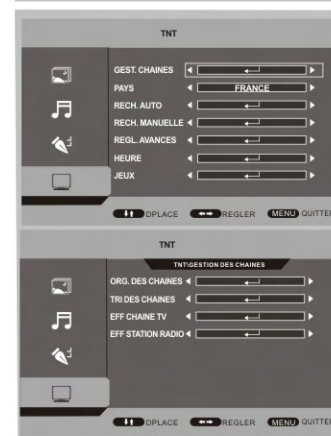 TNT
GEST. CHAINES
PAYS FRANCE
RECH. AUTO
RECH. MANUELLE
REGL. AVANCES
HEURE
JEUX
DPLACE REGLER MENU QUITTER
TNT
TNT\GESTION DES CHAINES
ORG. DES CHAINES
TRI DES CHAINES
EFF CHAINE TV
EFF STATION RADIO
DPLACE REGLER MENU QUITTER